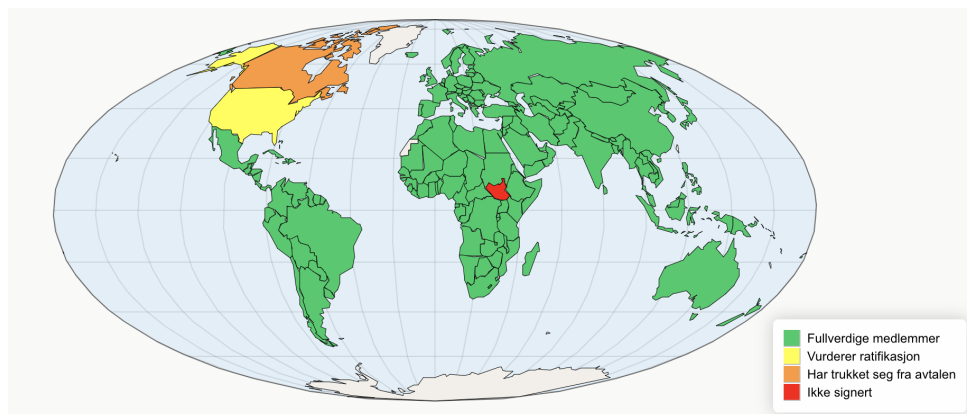 Fullverdige medlemmer
Vurderer ratifikasjon
Har trukket seg fra avtalen
Ikke signert